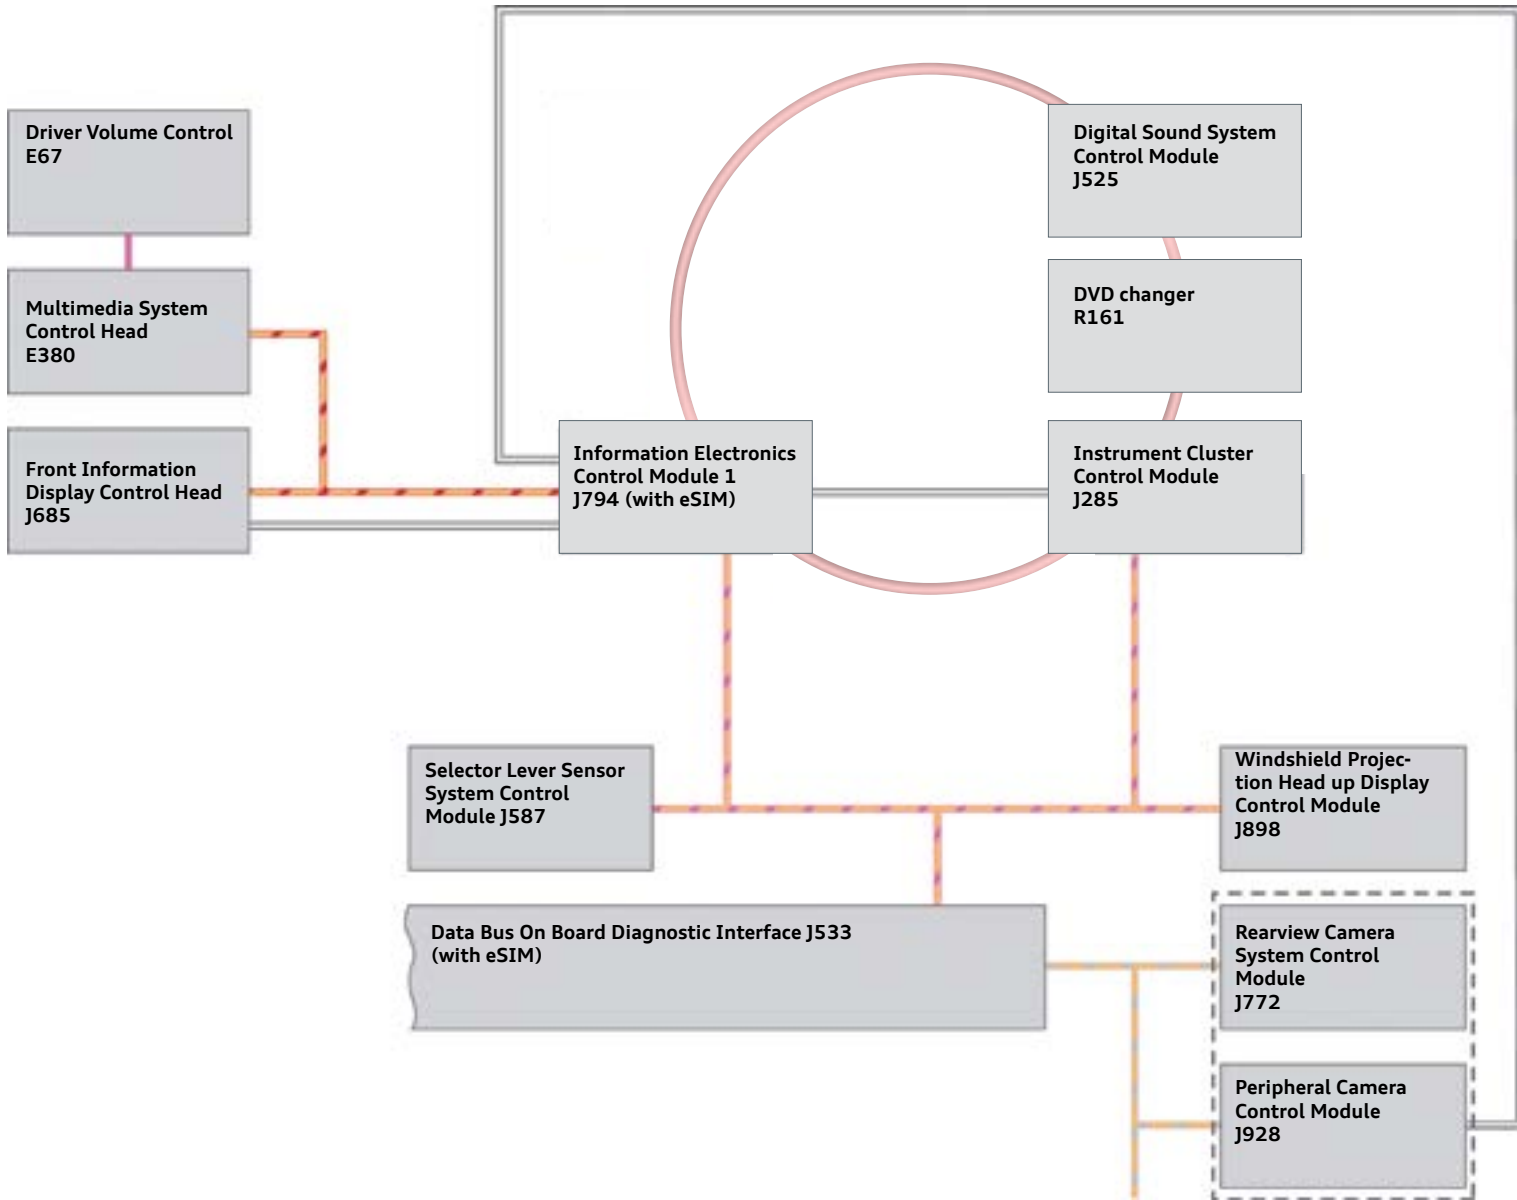 Driver Volume Control
E67
Multimedia System
Control Head
E380
Front Information
Display Control Head
J685
Digital Sound System
Control Module
J525
DVD changer
R161
Information Electronics
Control Module 1
J794 (with eSIM)
Instrument Cluster
Control Module
J285
Selector Lever Sensor
System Control
Module J587
Windshield Projec-
tion Head up Display
Control Module
J898
Data Bus On Board Diagnostic Interface J533
(with eSIM)
Rearview Camera
System Control
Module
J772
Peripheral Camera
Control Module
J928